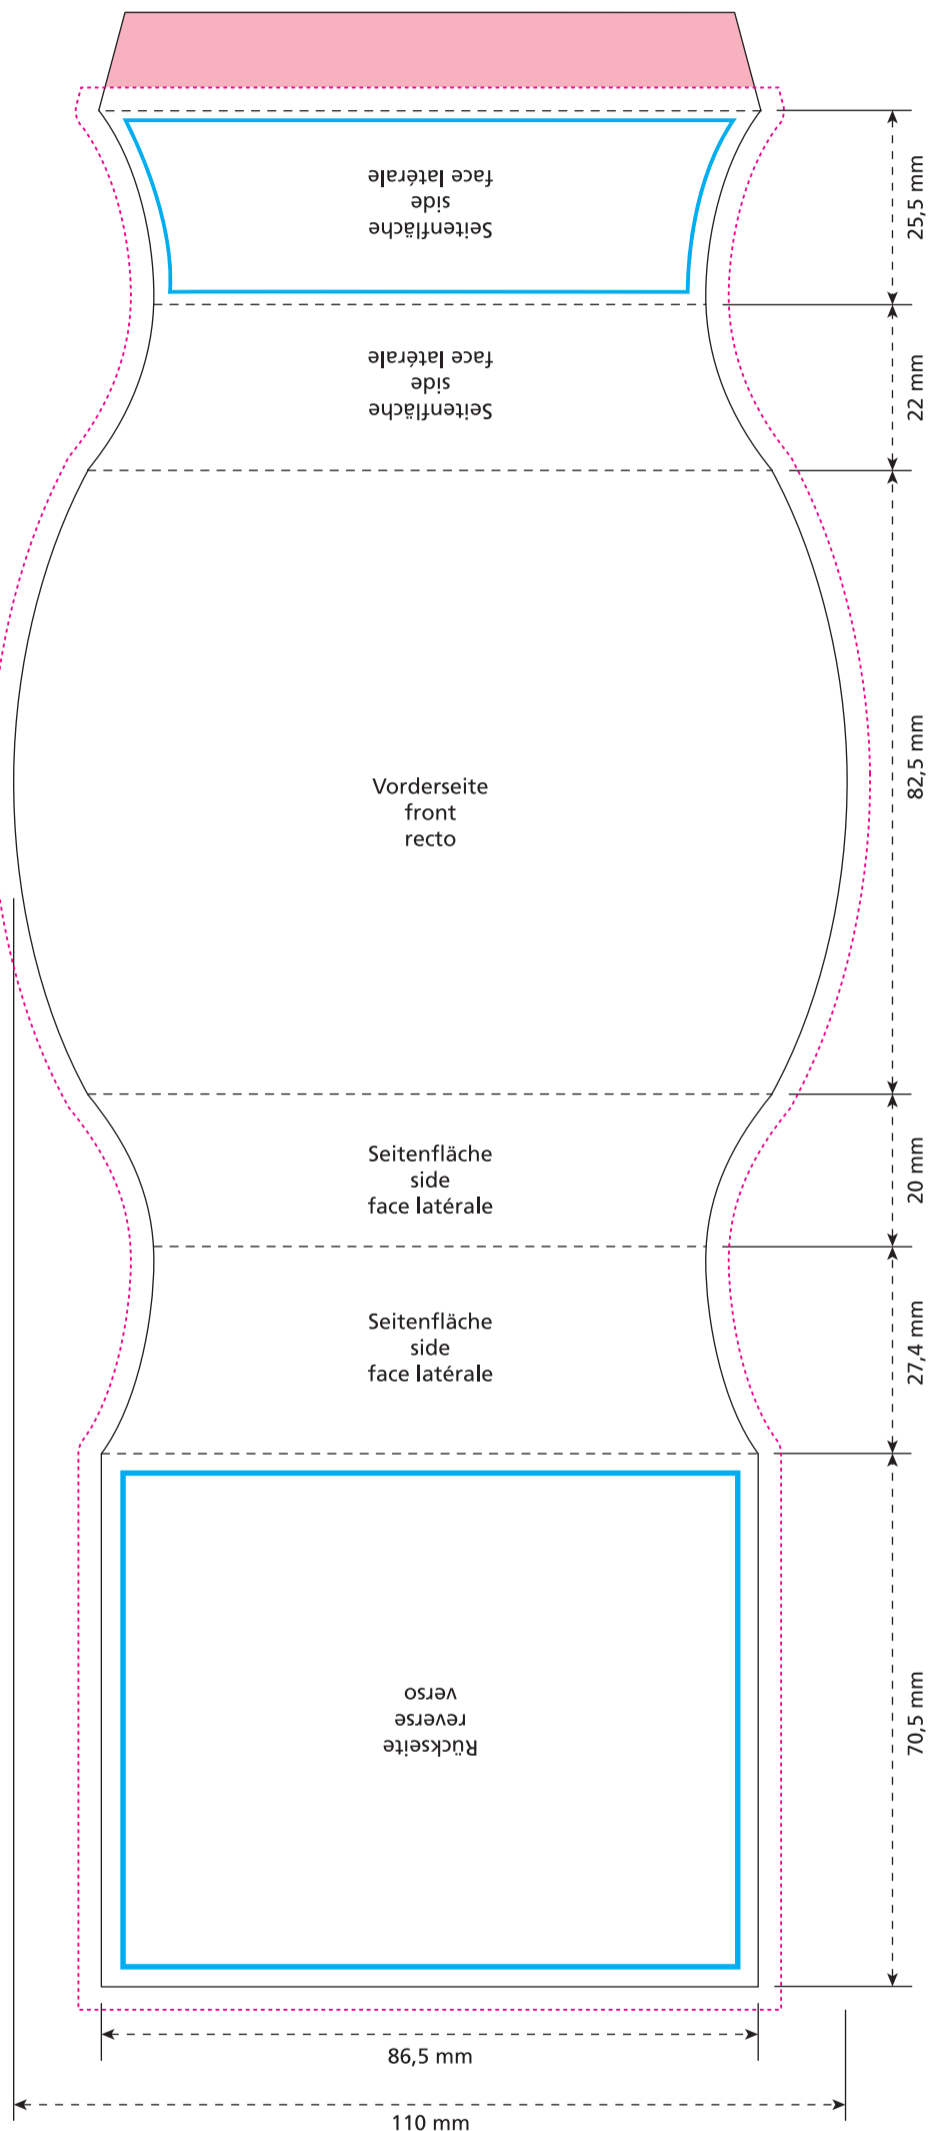 Seitenfläche
side
face latérale
25,5 mm
Seitenfläche
side
face latérale
22 mm
Vorderseite
front
recto
82,5 mm
Seitenfläche
side
face latérale
20 mm
Seitenfläche
side
face latérale
27,4 mm
Rückseite
reverse
verso
70,5 mm
86,5 mm
110 mm